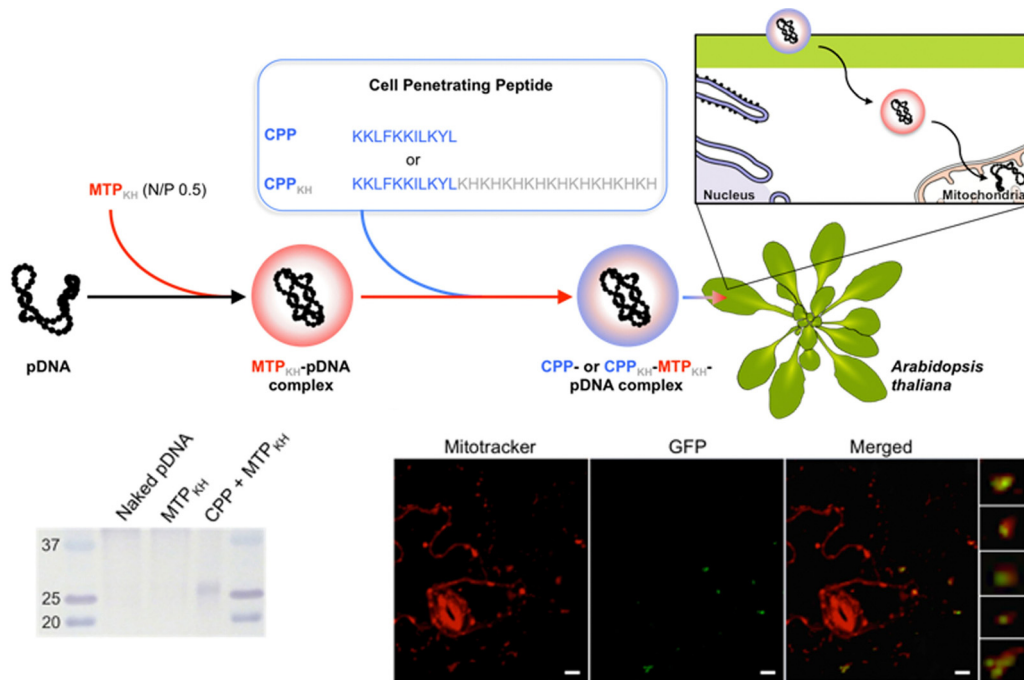 Cell Penetrating Peptide
CPP KKLFKKILKYL
or
CPPKH KKLFKKILKYLKHKHKHKHKHKHKHKHKH
MTPKH (N/P 0.5)
Nucleus
Mitochondria
pDNA
MTPKH-pDNA
complex
CPP- or CPPKH-MTPKH-
pDNA complex
Arabidopsis
thaliana
Naked pDNA
MTPKH
CPP + MTPKH
37
25
20
Mitotracker
GFP
Merged